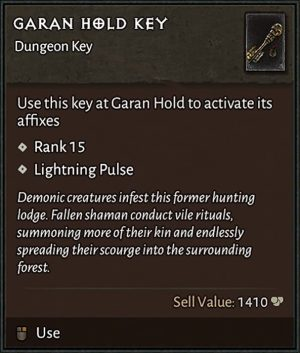 GARAN HOLD KEY
Dungeon Key
Use this key at Garan Hold to activate its
affixes
Rank 15
Lightning Pulse
Demonic creatures infest this former hunting
lodge. Fallen shaman conduct vile rituals,
summoning more of their kin and endlessly
spreading their scourge into the surrounding
forest.
Sell Value: 1410
Use